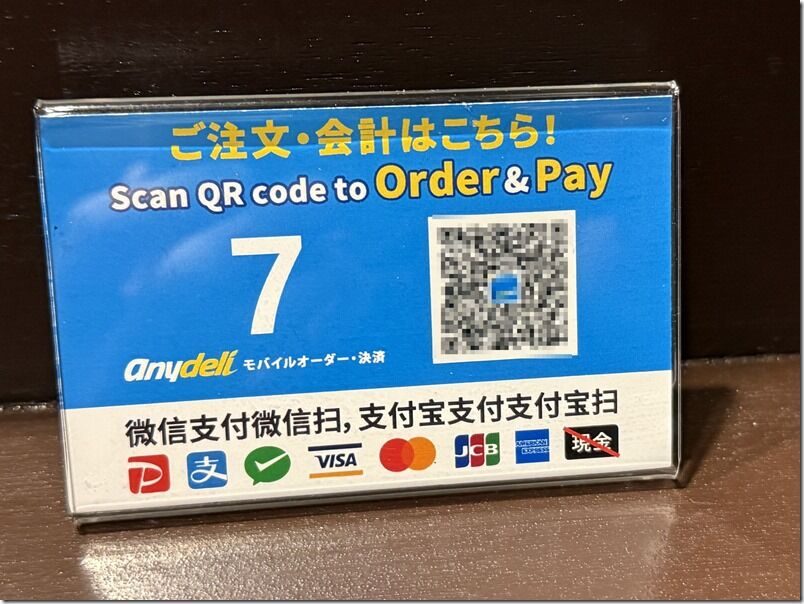 ご注文・会計はこちら!
Scan QR code to Order & Pay
7
anydeli モバイルオーダー・決済
微信支付微信扫,支付宝支付支付宝扫
P 支 VISA JCB AMERICAN EXPRESS 現金